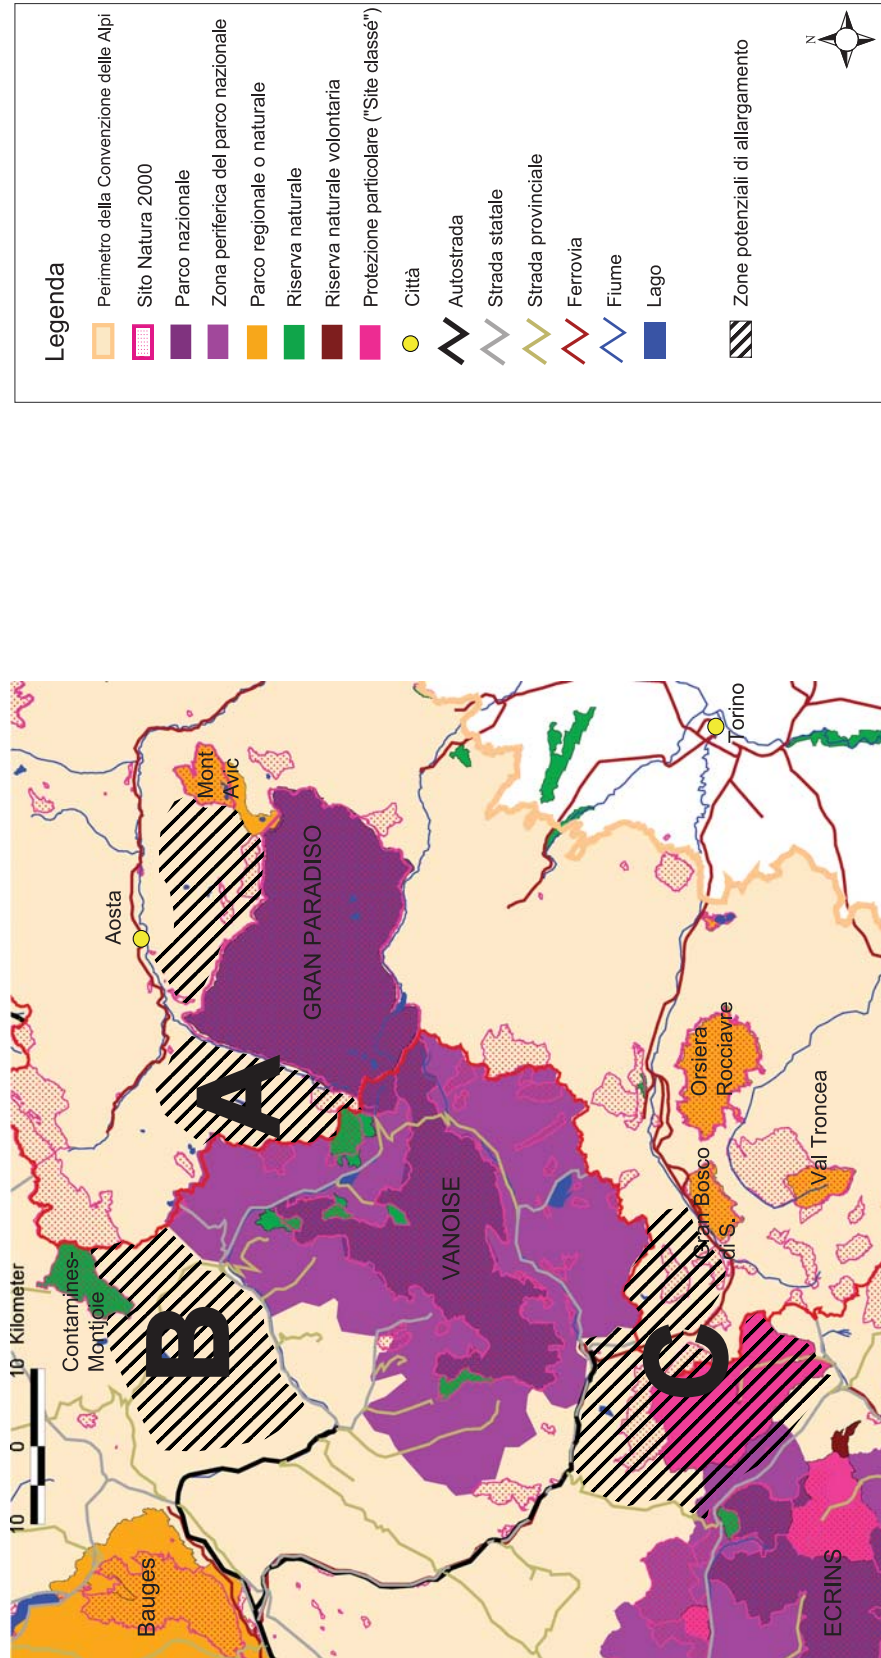 Legenda
Perimetro della Convenzione delle Alpi
Sito Natura 2000
Parco nazionale
Zona periferica del parco nazionale
Parco regionale o naturale
Riserva naturale
Riserva naturale volontaria
Protezione particolare ("Site classé")
Città
Autostrada
Strada statale
Strada provinciale
Ferrovia
Fiume
Lago
Zone potenziali di allargamento
N
10 0 10 Kilometer
Contamines-
Montjoie
Bauges
B
Aosta
A
Mont
Avic
GRAN PARADISO
VANOISE
C
Gran Bosco
di S.
Orsiera
Rocciavre
Val Troncea
Torino
ECRINS